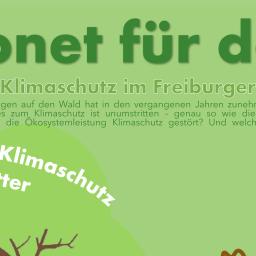 onet für d
Klimaschutz im Freiburger
gen auf den Wald hat in den vergangenen Jahren zunehm
es zum Klimaschutz ist unumstritten - genau so wie die
die Ökosystemleistung Klimaschutz gestört? Und welch
Klimaschutz
tter